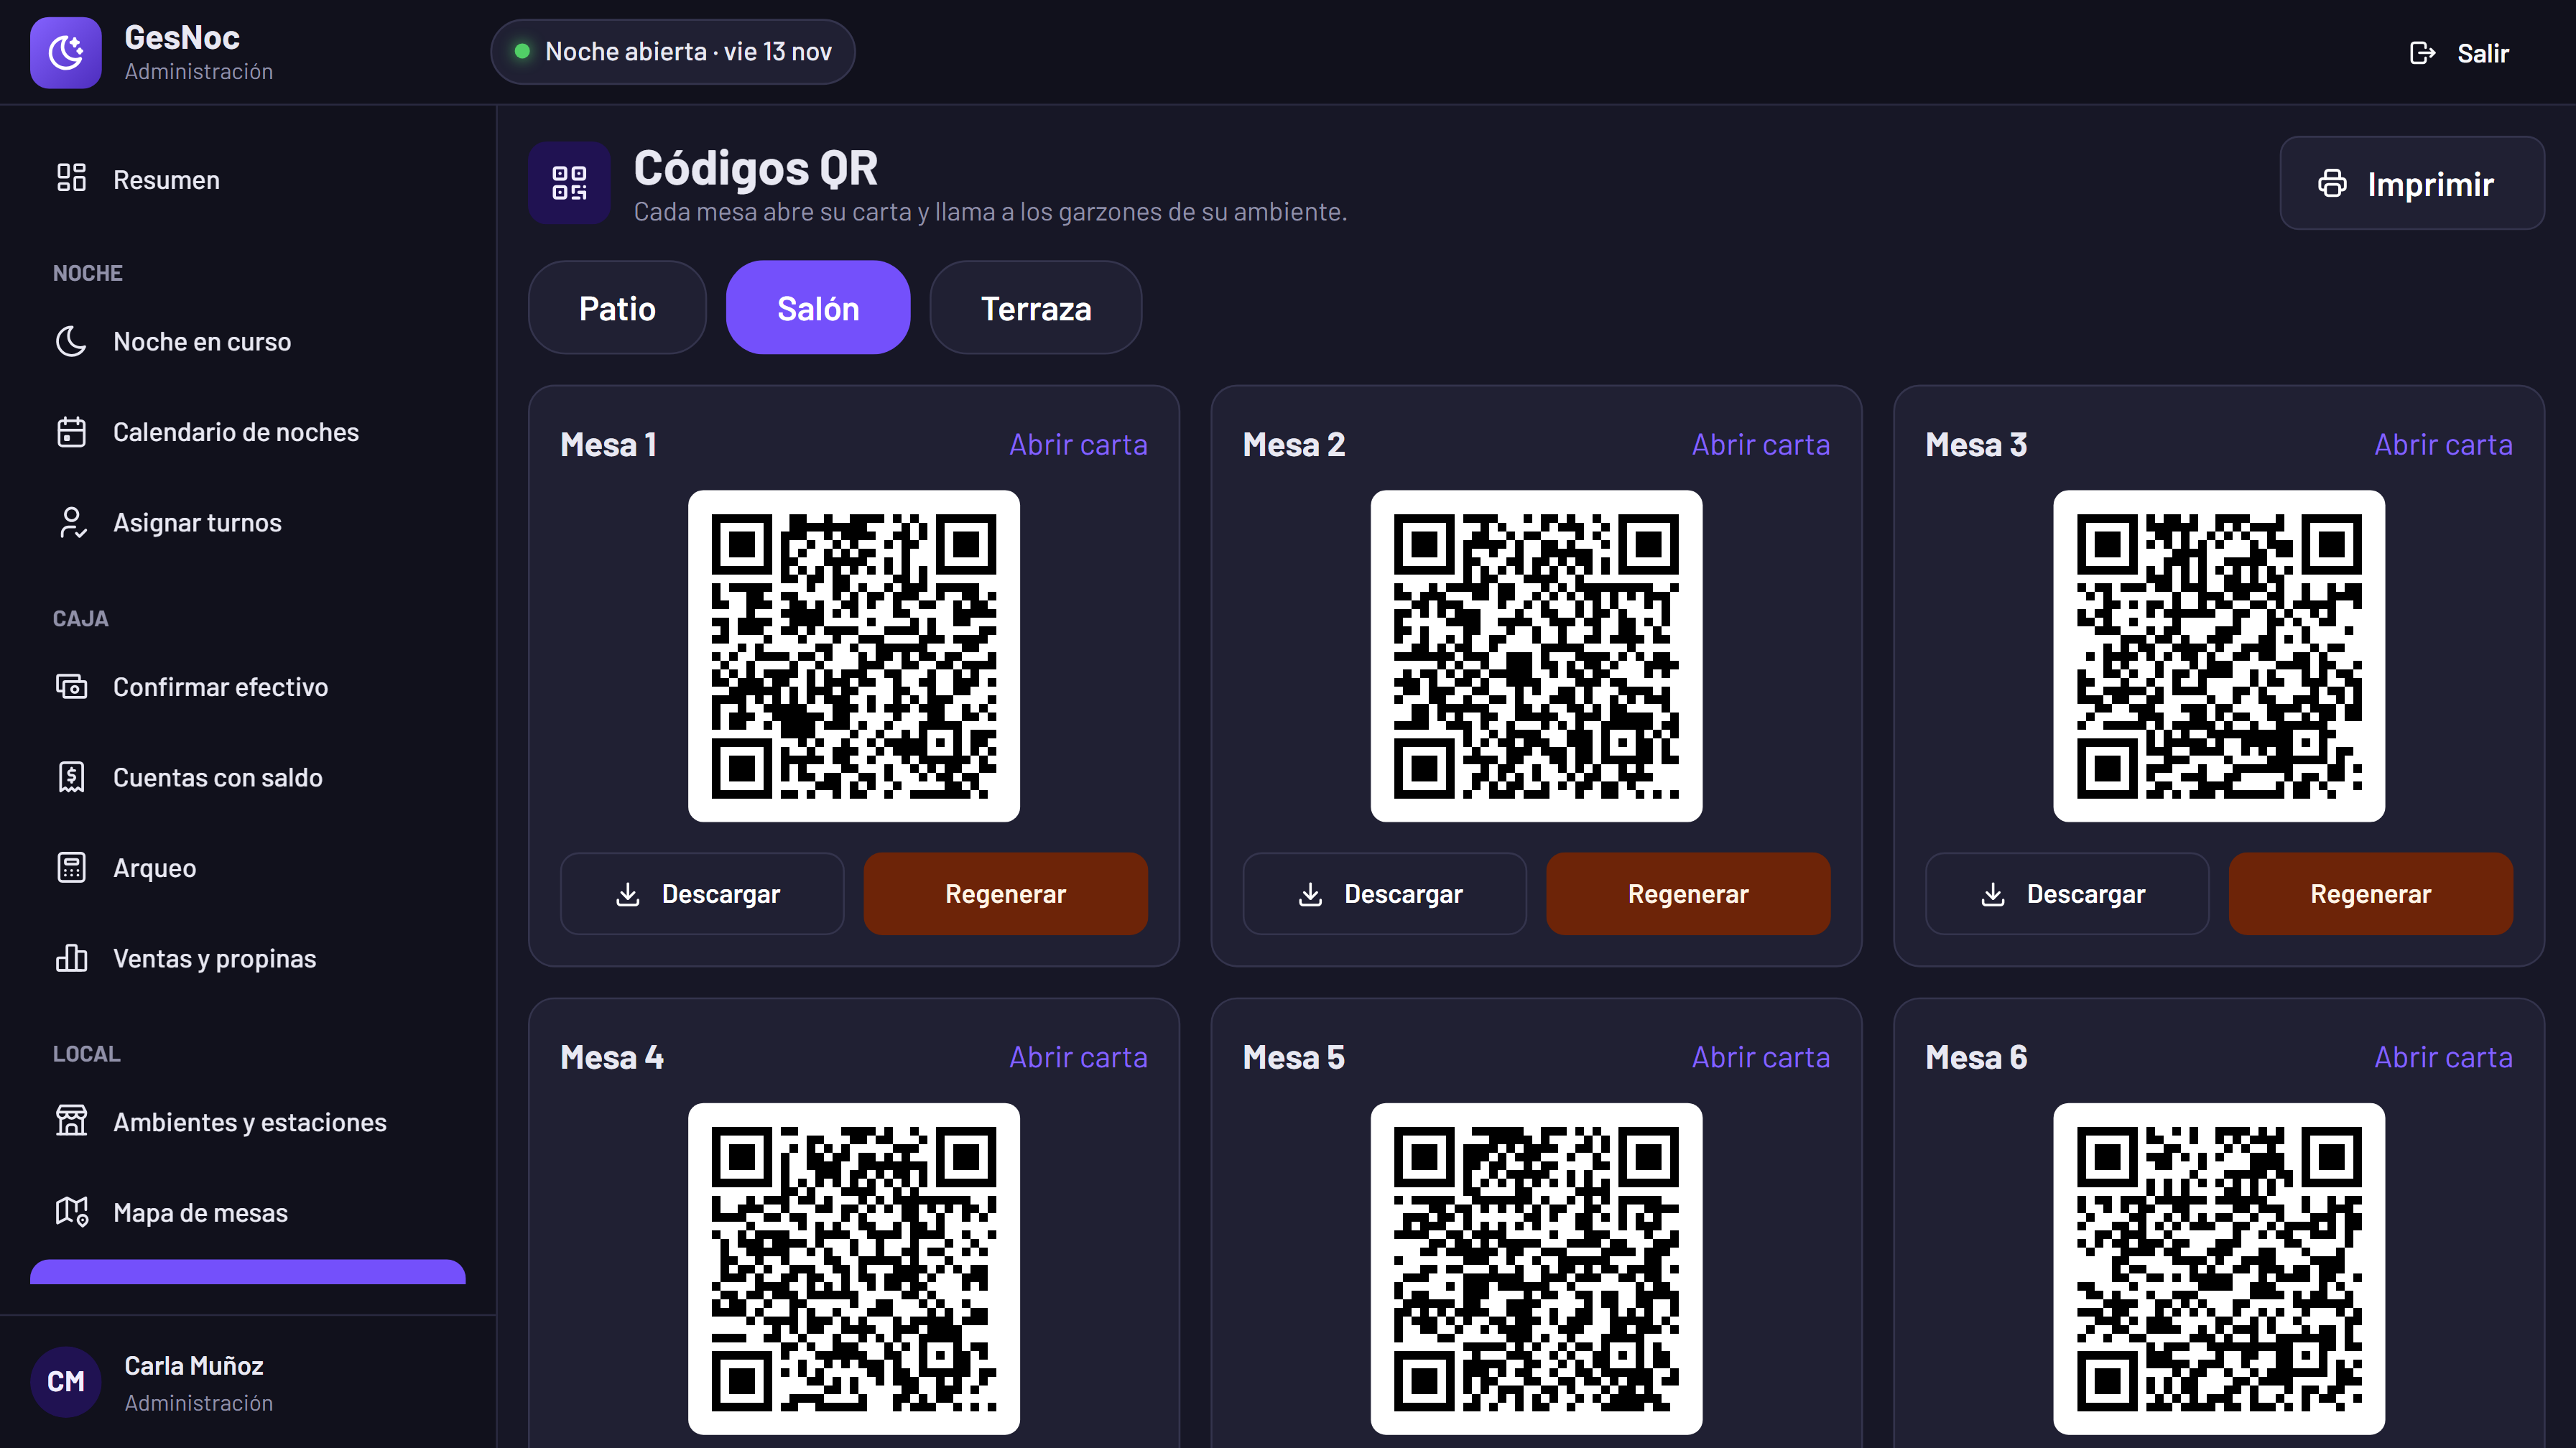 GesNoc
Administración
Noche abierta · vie 13 nov
Salir
Resumen
NOCHE
Noche en curso
Calendario de noches
Asignar turnos
CAJA
Confirmar efectivo
Cuentas con saldo
Arqueo
Ventas y propinas
LOCAL
Ambientes y estaciones
Mapa de mesas
CM
Carla Muñoz
Administración
Códigos QR
Cada mesa abre su carta y llama a los garzones de su ambiente.
Imprimir
Patio
Salón
Terraza
Mesa 1
Abrir carta
Descargar
Regenerar
Mesa 2
Abrir carta
Descargar
Regenerar
Mesa 3
Abrir carta
Descargar
Regenerar
Mesa 4
Abrir carta
Mesa 5
Abrir carta
Mesa 6
Abrir carta